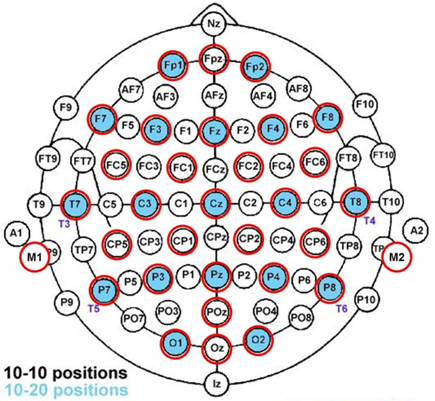 Nz
Fp1 Fpz Fp2
AF7 AF3 AFz AF4 AF8
F9 F7 F5 F3 F1 Fz F2 F4 F6 F8 F10
FT9 FT7 FC5 FC3 FC1 FCz FC2 FC4 FC6 FT8 FT10
T9 T7 C5 C3 C1 Cz C2 C4 C6 T8 T10
T3 T4
A1 A2
M1 P9 TP7 CP5 CP3 CP1 CPz CP2 CP4 CP6 TP8 TP M2
P9 P7 P5 P3 P1 Pz P2 P4 P6 P8 P10
T5 T6
PO7 PO3 POz PO4 PO8
O1 Oz O2
Iz
10-10 positions
10-20 positions